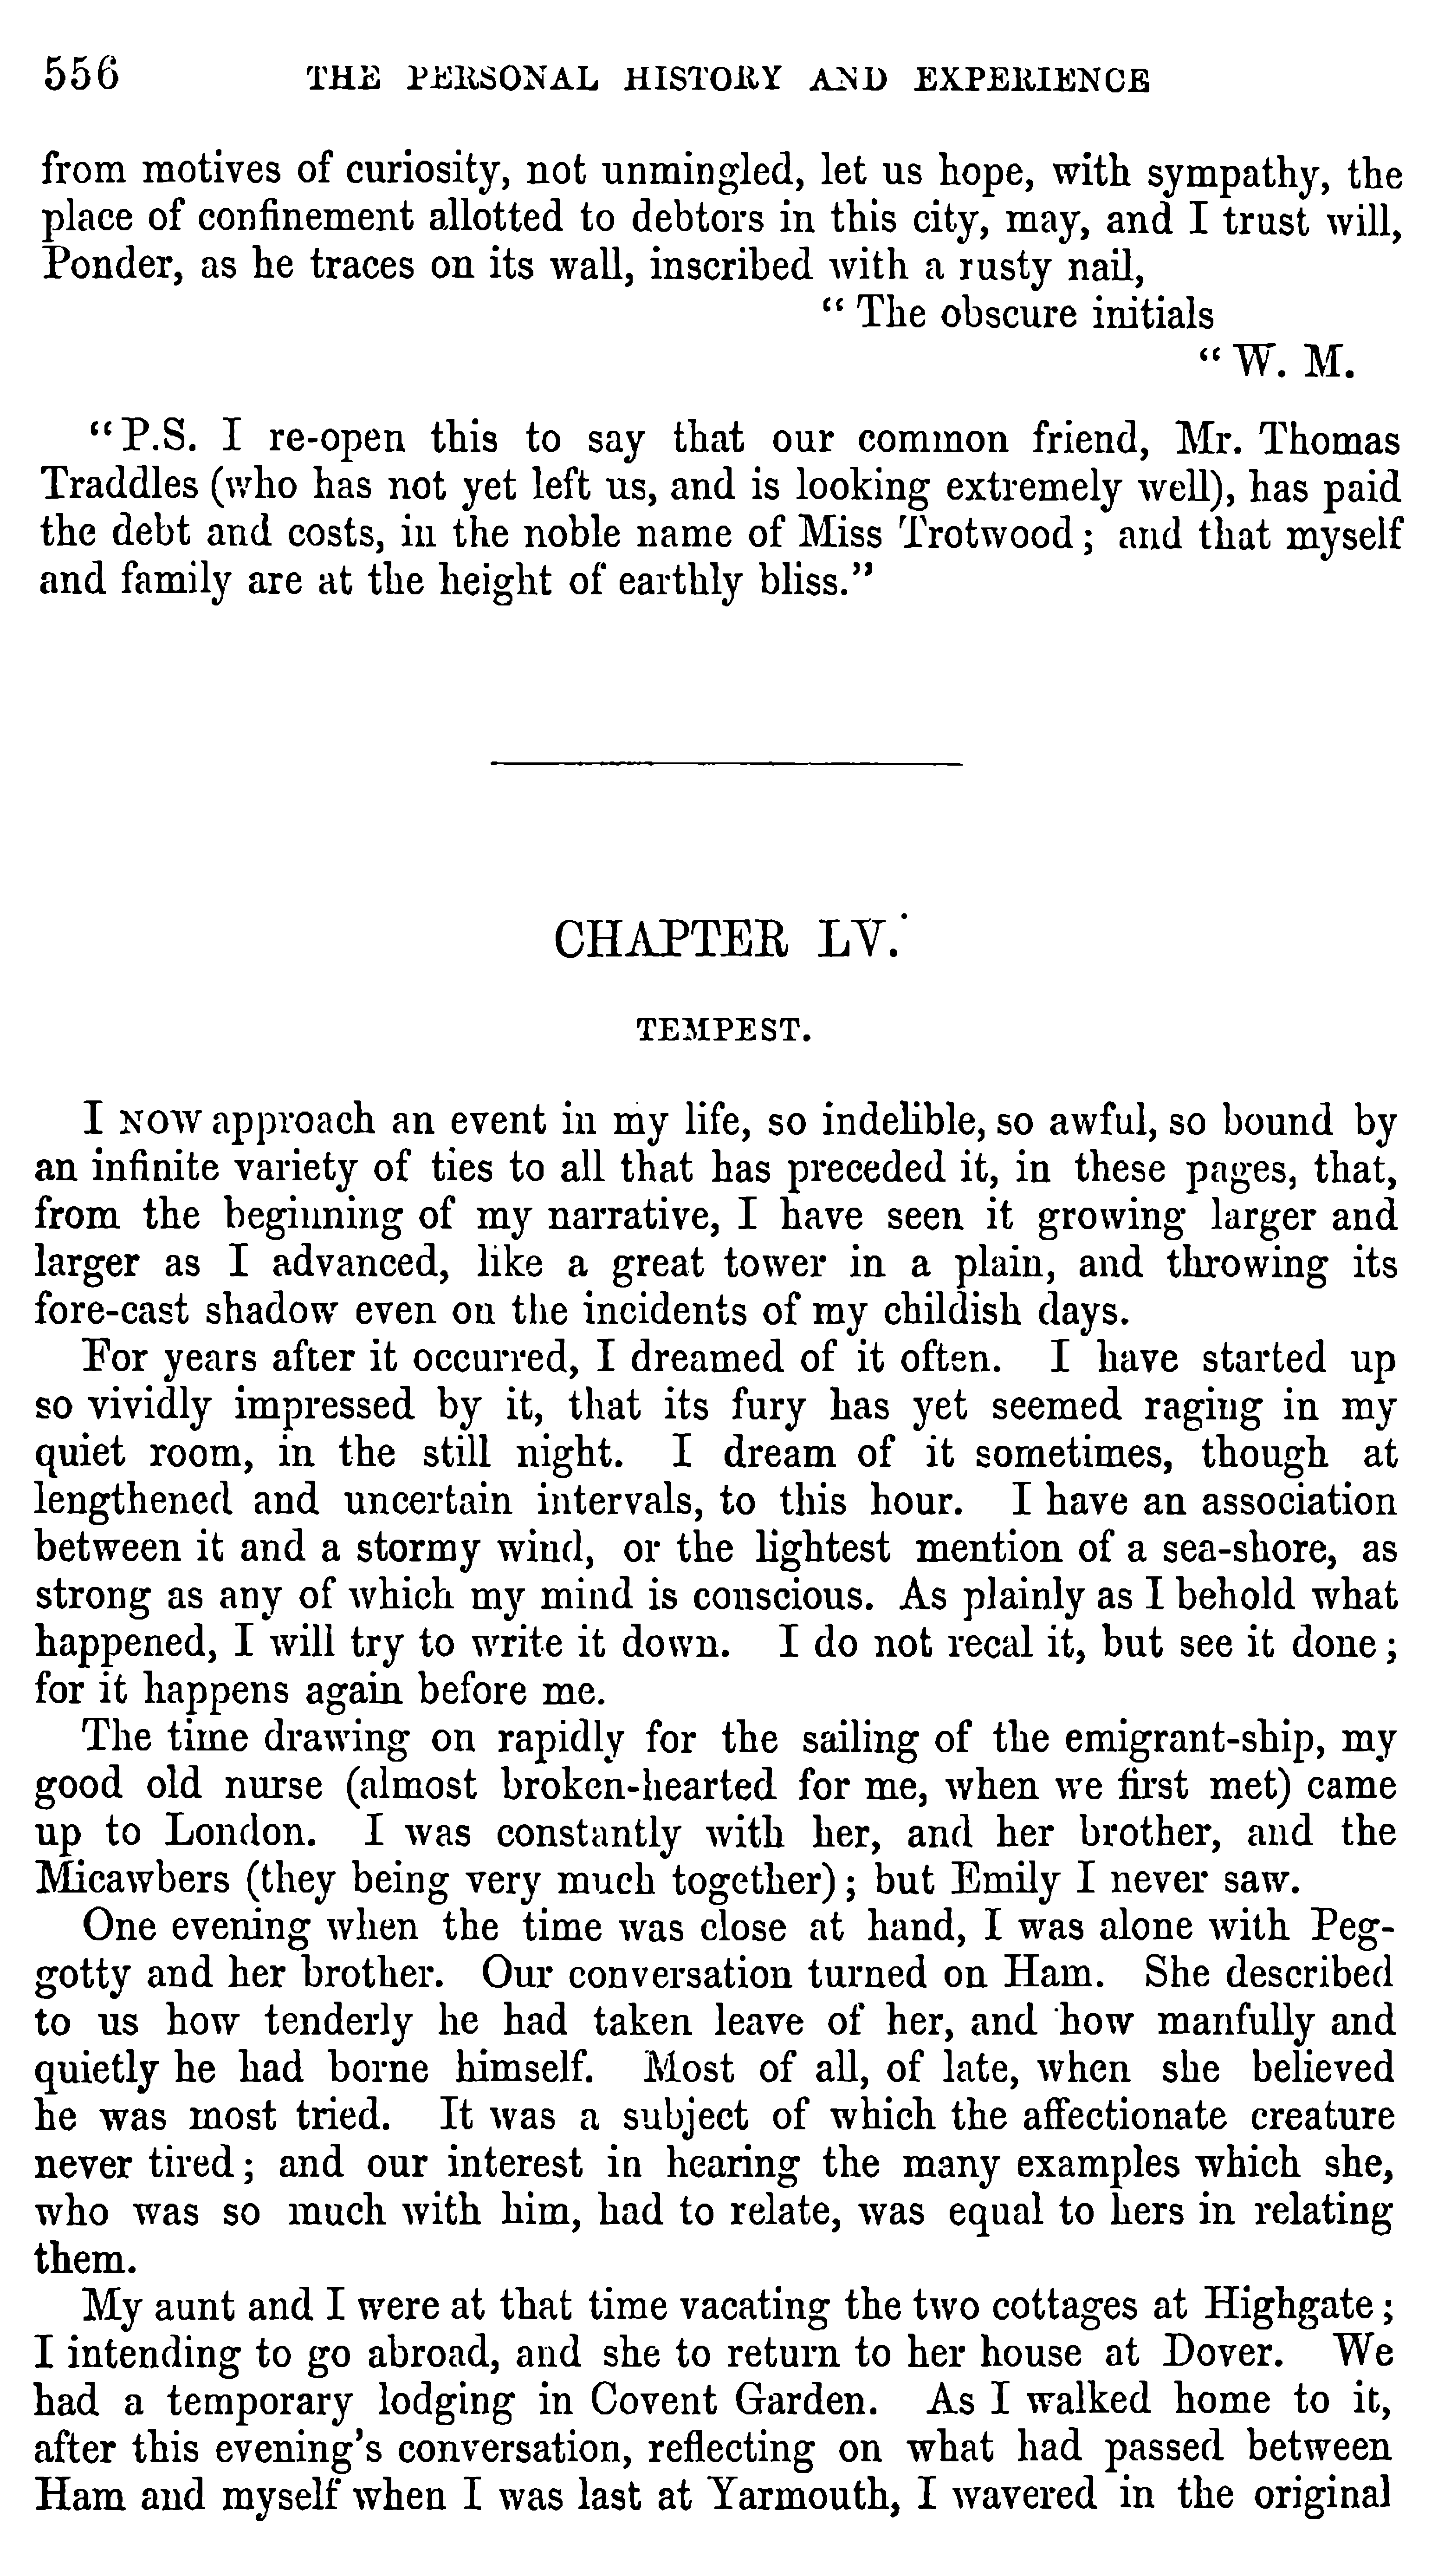 556 THE PERSONAL HISTORY AND EXPERIENCE
from motives of curiosity, not unmingled, let us hope, with sympathy, the
place of confinement allotted to debtors in this city, may, and I trust will,
Ponder, as he traces on its wall, inscribed with a rusty nail,
“ The obscure initials
“ W. M.
“P.S. I re-open this to say that our common friend, Mr. Thomas
Traddles (who has not yet left us, and is looking extremely well), has paid
the debt and costs, in the noble name of Miss Trotwood ; and that myself
and family are at the height of earthly bliss.”
CHAPTER LV.
TEMPEST.
I NOW approach an event in my life, so indelible, so awful, so bound by
an infinite variety of ties to all that has preceded it, in these pages, that,
from the beginning of my narrative, I have seen it growing larger and
larger as I advanced, like a great tower in a plain, and throwing its
fore-cast shadow even on the incidents of my childish days.
For years after it occurred, I dreamed of it often. I have started up
so vividly impressed by it, that its fury has yet seemed raging in my
quiet room, in the still night. I dream of it sometimes, though at
lengthened and uncertain intervals, to this hour. I have an association
between it and a stormy wind, or the lightest mention of a sea-shore, as
strong as any of which my mind is conscious. As plainly as I behold what
happened, I will try to write it down. I do not recal it, but see it done ;
for it happens again before me.
The time drawing on rapidly for the sailing of the emigrant-ship, my
good old nurse (almost broken-hearted for me, when we first met) came
up to London. I was constantly with her, and her brother, and the
Micawbers (they being very much together) ; but Emily I never saw.
One evening when the time was close at hand, I was alone with Peg-
gotty and her brother. Our conversation turned on Ham. She described
to us how tenderly he had taken leave of her, and how manfully and
quietly he had borne himself. Most of all, of late, when she believed
he was most tried. It was a subject of which the affectionate creature
never tired ; and our interest in hearing the many examples which she,
who was so much with him, had to relate, was equal to hers in relating
them.
My aunt and I were at that time vacating the two cottages at Highgate ;
I intending to go abroad, and she to return to her house at Dover. We
had a temporary lodging in Covent Garden. As I walked home to it,
after this evening’s conversation, reflecting on what had passed between
Ham and myself when I was last at Yarmouth, I wavered in the original